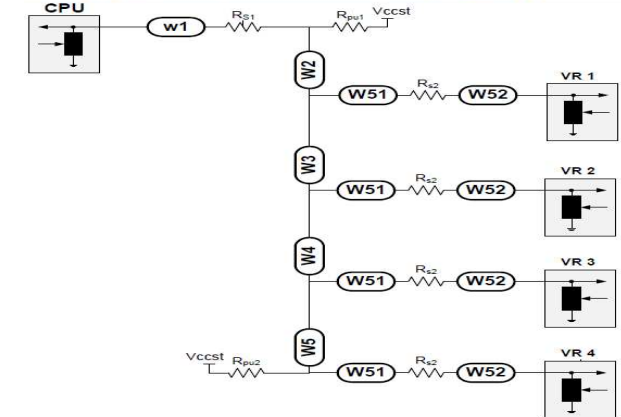 CPU
w1
RS1
Rpu1
Vccst
W2
W51
Rs2
W52
VR 1
W3
W51
Rs2
W52
VR 2
W4
W51
Rs2
W52
VR 3
W5
Vccst
Rpu2
W51
Rs2
W52
VR 4